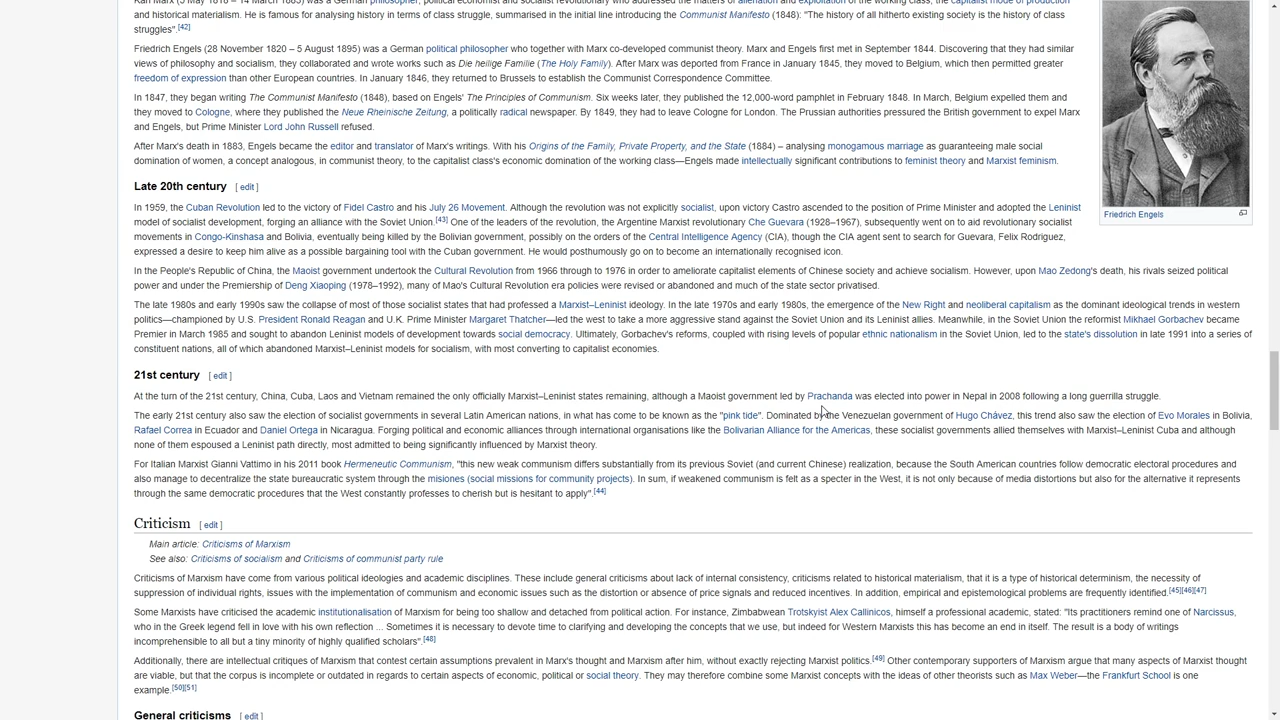 and historical materialism. He is famous for analysing history in terms of class struggle, summarised in the initial line introducing the Communist Manifesto (1848): "The history of all hitherto existing society is the history of class
struggles".[42]
Friedrich Engels (28 November 1820 – 5 August 1895) was a German political philosopher who together with Marx co-developed communist theory. Marx and Engels first met in September 1844. Discovering that they had similar
views of philosophy and socialism, they collaborated and wrote works such as Die heilige Familie (The Holy Family). After Marx was deported from France in January 1845, they moved to Belgium, which then permitted greater
freedom of expression than other European countries. In January 1846, they returned to Brussels to establish the Communist Correspondence Committee.
In 1847, they began writing The Communist Manifesto (1848), based on Engels' The Principles of Communism. Six weeks later, they published the 12,000-word pamphlet in February 1848. In March, Belgium expelled them and
they moved to Cologne, where they published the Neue Rheinische Zeitung, a politically radical newspaper. By 1849, they had to leave Cologne for London. The Prussian authorities pressured the British government to expel Marx
and Engels, but Prime Minister Lord John Russell refused.
After Marx's death in 1883, Engels became the editor and translator of Marx's writings. With his Origins of the Family, Private Property, and the State (1884) – analysing monogamous marriage as guaranteeing male social
domination of women, a concept analogous, in communist theory, to the capitalist class's economic domination of the working class—Engels made intellectually significant contributions to feminist theory and Marxist feminism.
Friedrich Engels
Late 20th century [ edit ]
In 1959, the Cuban Revolution led to the victory of Fidel Castro and his July 26 Movement. Although the revolution was not explicitly socialist, upon victory Castro ascended to the position of Prime Minister and adopted the Leninist
model of socialist development, forging an alliance with the Soviet Union.[43] One of the leaders of the revolution, the Argentine Marxist revolutionary Che Guevara (1928–1967), subsequently went on to aid revolutionary socialist
movements in Congo-Kinshasa and Bolivia, eventually being killed by the Bolivian government, possibly on the orders of the Central Intelligence Agency (CIA), though the CIA agent sent to search for Guevara, Felix Rodriguez,
expressed a desire to keep him alive as a possible bargaining tool with the Cuban government. He would posthumously go on to become an internationally recognised icon.
In the People's Republic of China, the Maoist government undertook the Cultural Revolution from 1966 through to 1976 in order to ameliorate capitalist elements of Chinese society and achieve socialism. However, upon Mao Zedong's death, his rivals seized political
power and under the Premiership of Deng Xiaoping (1978–1992), many of Mao's Cultural Revolution era policies were revised or abandoned and much of the state sector privatised.
The late 1980s and early 1990s saw the collapse of most of those socialist states that had professed a Marxist–Leninist ideology. In the late 1970s and early 1980s, the emergence of the New Right and neoliberal capitalism as the dominant ideological trends in western
politics—championed by U.S. President Ronald Reagan and U.K. Prime Minister Margaret Thatcher—led the west to take a more aggressive stand against the Soviet Union and its Leninist allies. Meanwhile, in the Soviet Union the reformist Mikhael Gorbachev became
Premier in March 1985 and sought to abandon Leninist models of development towards social democracy. Ultimately, Gorbachev's reforms, coupled with rising levels of popular ethnic nationalism in the Soviet Union, led to the state's dissolution in late 1991 into a series of
constituent nations, all of which abandoned Marxist–Leninist models for socialism, with most converting to capitalist economies.
21st century [ edit ]
At the turn of the 21st century, China, Cuba, Laos and Vietnam remained the only officially Marxist–Leninist states remaining, although a Maoist government led by Prachanda was elected into power in Nepal in 2008 following a long guerrilla struggle.
The early 21st century also saw the election of socialist governments in several Latin American nations, in what has come to be known as the "pink tide". Dominated by the Venezuelan government of Hugo Chávez, this trend also saw the election of Evo Morales in Bolivia,
Rafael Correa in Ecuador and Daniel Ortega in Nicaragua. Forging political and economic alliances through international organisations like the Bolivarian Alliance for the Americas, these socialist governments allied themselves with Marxist–Leninist Cuba and although
none of them espoused a Leninist path directly, most admitted to being significantly influenced by Marxist theory.
For Italian Marxist Gianni Vattimo in his 2011 book Hermeneutic Communism, "this new weak communism differs substantially from its previous Soviet (and current Chinese) realization, because the South American countries follow democratic electoral procedures and
also manage to decentralize the state bureaucratic system through the misiones (social missions for community projects). In sum, if weakened communism is felt as a specter in the West, it is not only because of media distortions but also for the alternative it represents
through the same democratic procedures that the West constantly professes to cherish but is hesitant to apply".[44]
Criticism [ edit ]
Main article: Criticisms of Marxism
See also: Criticisms of socialism and Criticisms of communist party rule
Criticisms of Marxism have come from various political ideologies and academic disciplines. These include general criticisms about lack of internal consistency, criticisms related to historical materialism, that it is a type of historical determinism, the necessity of
suppression of individual rights, issues with the implementation of communism and economic issues such as the distortion or absence of price signals and reduced incentives. In addition, empirical and epistemological problems are frequently identified.[45][46][47]
Some Marxists have criticised the academic institutionalisation of Marxism for being too shallow and detached from political action. For instance, Zimbabwean Trotskyist Alex Callinicos, himself a professional academic, stated: "Its practitioners remind one of Narcissus,
who in the Greek legend fell in love with his own reflection ... Sometimes it is necessary to devote time to clarifying and developing the concepts that we use, but indeed for Western Marxists this has become an end in itself. The result is a body of writings
incomprehensible to all but a tiny minority of highly qualified scholars".[48]
Additionally, there are intellectual critiques of Marxism that contest certain assumptions prevalent in Marx's thought and Marxism after him, without exactly rejecting Marxist politics.[49] Other contemporary supporters of Marxism argue that many aspects of Marxist thought
are viable, but that the corpus is incomplete or outdated in regards to certain aspects of economic, political or social theory. They may therefore combine some Marxist concepts with the ideas of other theorists such as Max Weber—the Frankfurt School is one
example.[50][51]
General criticisms [ edit ]